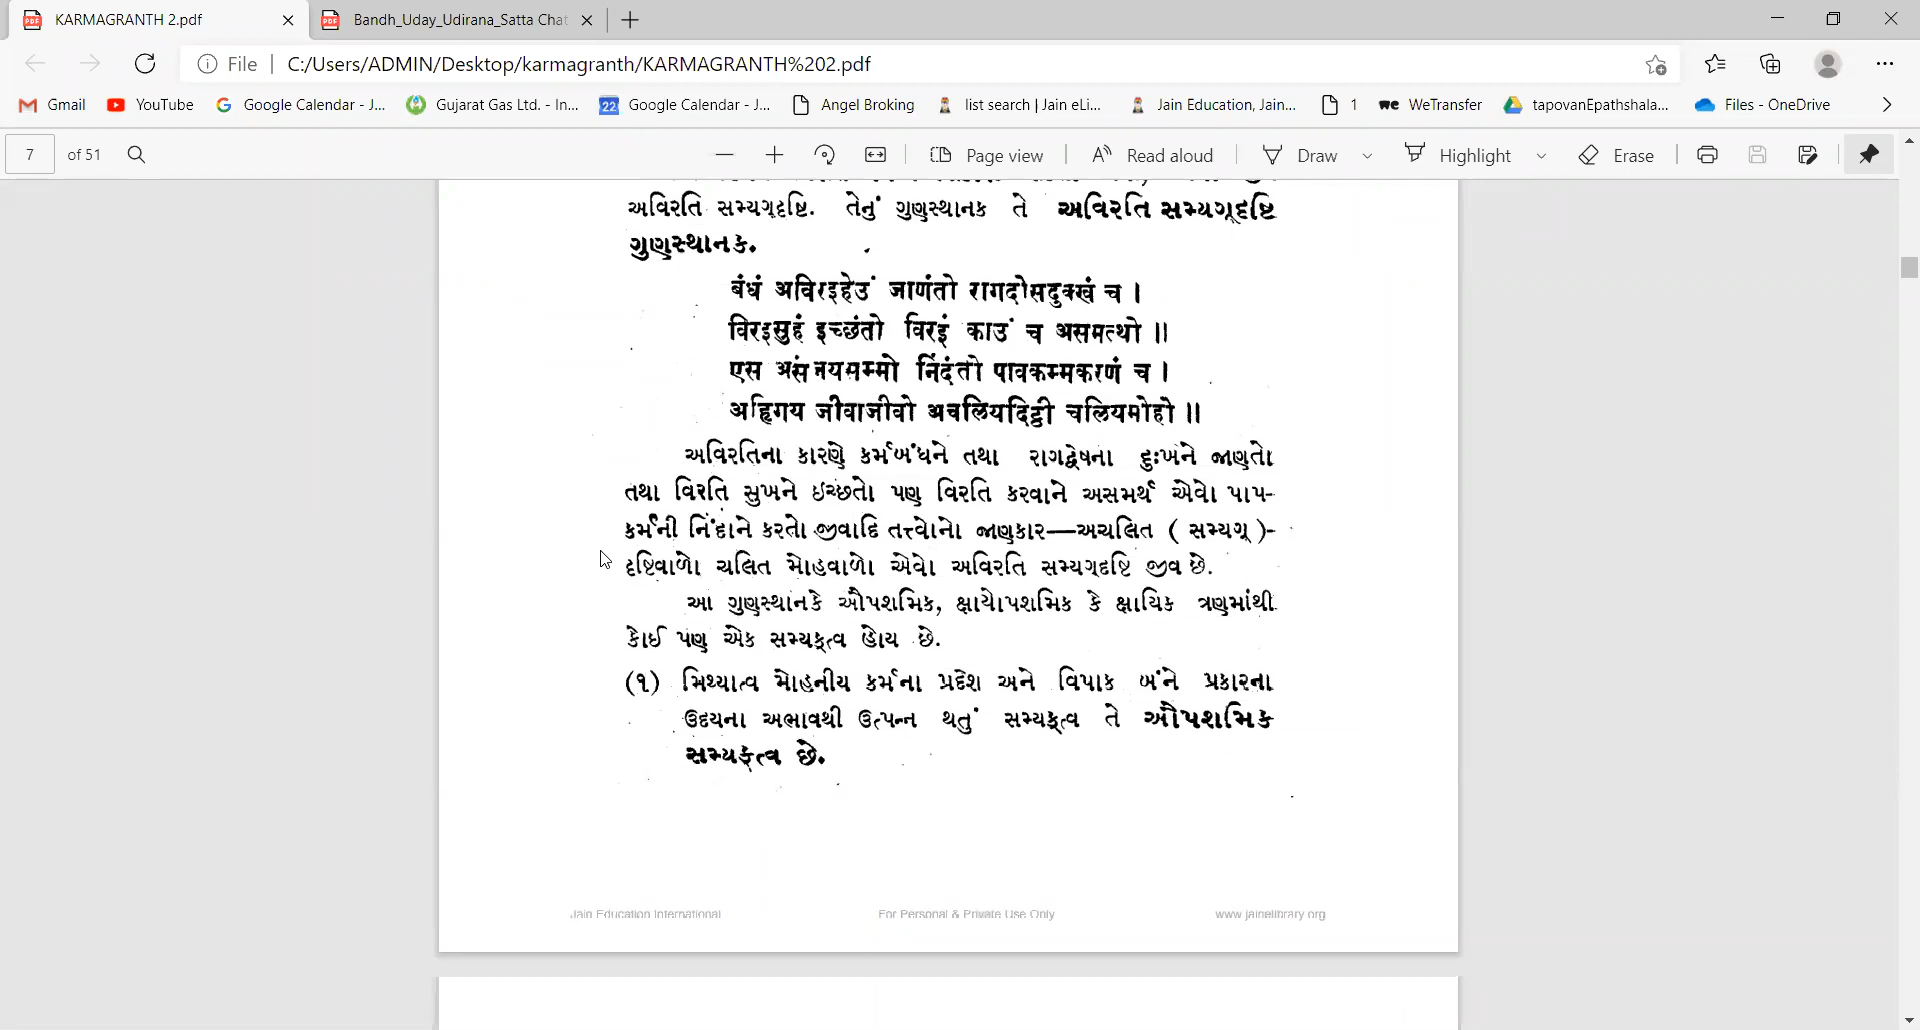 KARMAGRANTH 2.pdf
Bandh_Uday_Udirana_Satta Chat
File
C:/Users/ADMIN/Desktop/karmagranth/KARMAGRANTH%202.pdf
Gmail YouTube Google Calendar - J... Gujarat Gas Ltd. - In... Google Calendar - J... Angel Broking list search | Jain eLi... Jain Education, Jain... 1 WeTransfer tapovanEpathshala... Files - OneDrive
7 of 51 Page view Read aloud Draw Highlight Erase
અવિરતિ સમ્યગ્દૃષ્ટિ. તેનું ગુણસ્થાનક તે અવિરતિ સમ્યગ્દૃષ્ટિ
ગુણસ્થાનક.
बंधं अविरइहेउं जाणंतो रागदोसदुक्खं च ।
विरइसुहं इच्छंतो विरइं काउं च असमत्थो ॥
एस असंजयसम्मो निंदंतो पावकम्मकरणं च ।
अहिगय जीवाजीवो अचलियदिट्ठी चलियमोहो ॥
અવિરતિના કારણે કર્મબંધને તથા રાગદ્વેષના દુઃખને જાણતો
તથા વિરતિ સુખને ઈચ્છતો પણ વિરતિ કરવાને અસમર્થ એવો પાપ-
કર્મની નિંદાને કરતો જીવાદિ તત્ત્વોનો જાણકાર—અચલિત ( સમ્યગ્ )-
દૃષ્ટિવાળો ચલિત મોહવાળો એવો અવિરતિ સમ્યગ્દૃષ્ટિ જીવ છે.
આ ગુણસ્થાનકે ઔપશમિક, ક્ષાયોપશમિક કે ક્ષાયિક ત્રણમાંથી
કોઈ પણ એક સમ્યક્ત્વ હોય છે.
(૧) મિથ્યાત્વ મોહનીય કર્મના પ્રદેશ અને વિપાક બંને પ્રકારના
ઉદયના અભાવથી ઉત્પન્ન થતું સમ્યક્ત્વ તે ઔપશમિક
સમ્યક્ત્વ છે.
Jain Education International For Personal & Private Use Only www.jainelibrary.org